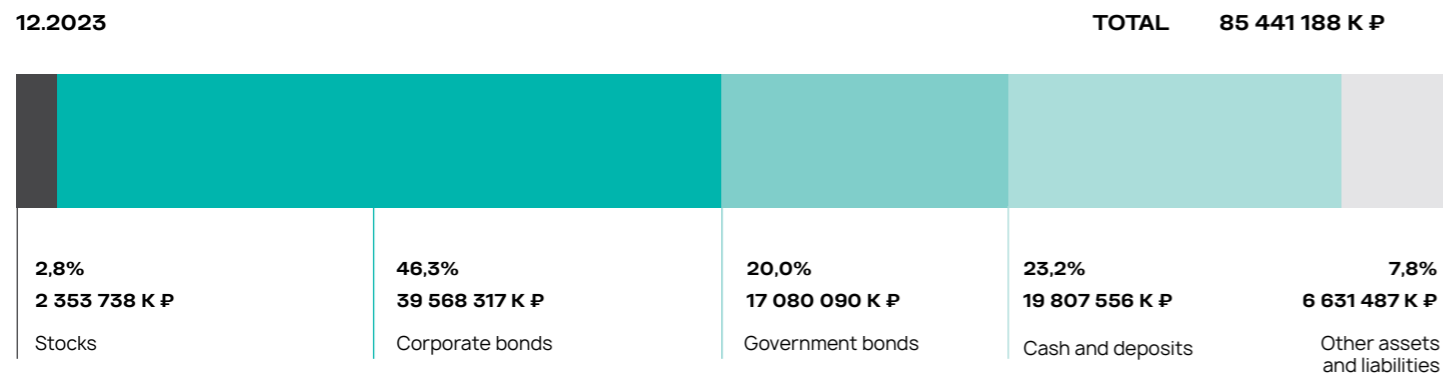 12.2023
TOTAL 85 441 188 K ₽
2,8%
2 353 738 K ₽
Stocks
46,3%
39 568 317 K ₽
Corporate bonds
20,0%
17 080 090 K ₽
Government bonds
23,2%
19 807 556 K ₽
Cash and deposits
7,8%
6 631 487 K ₽
Other assets
and liabilities